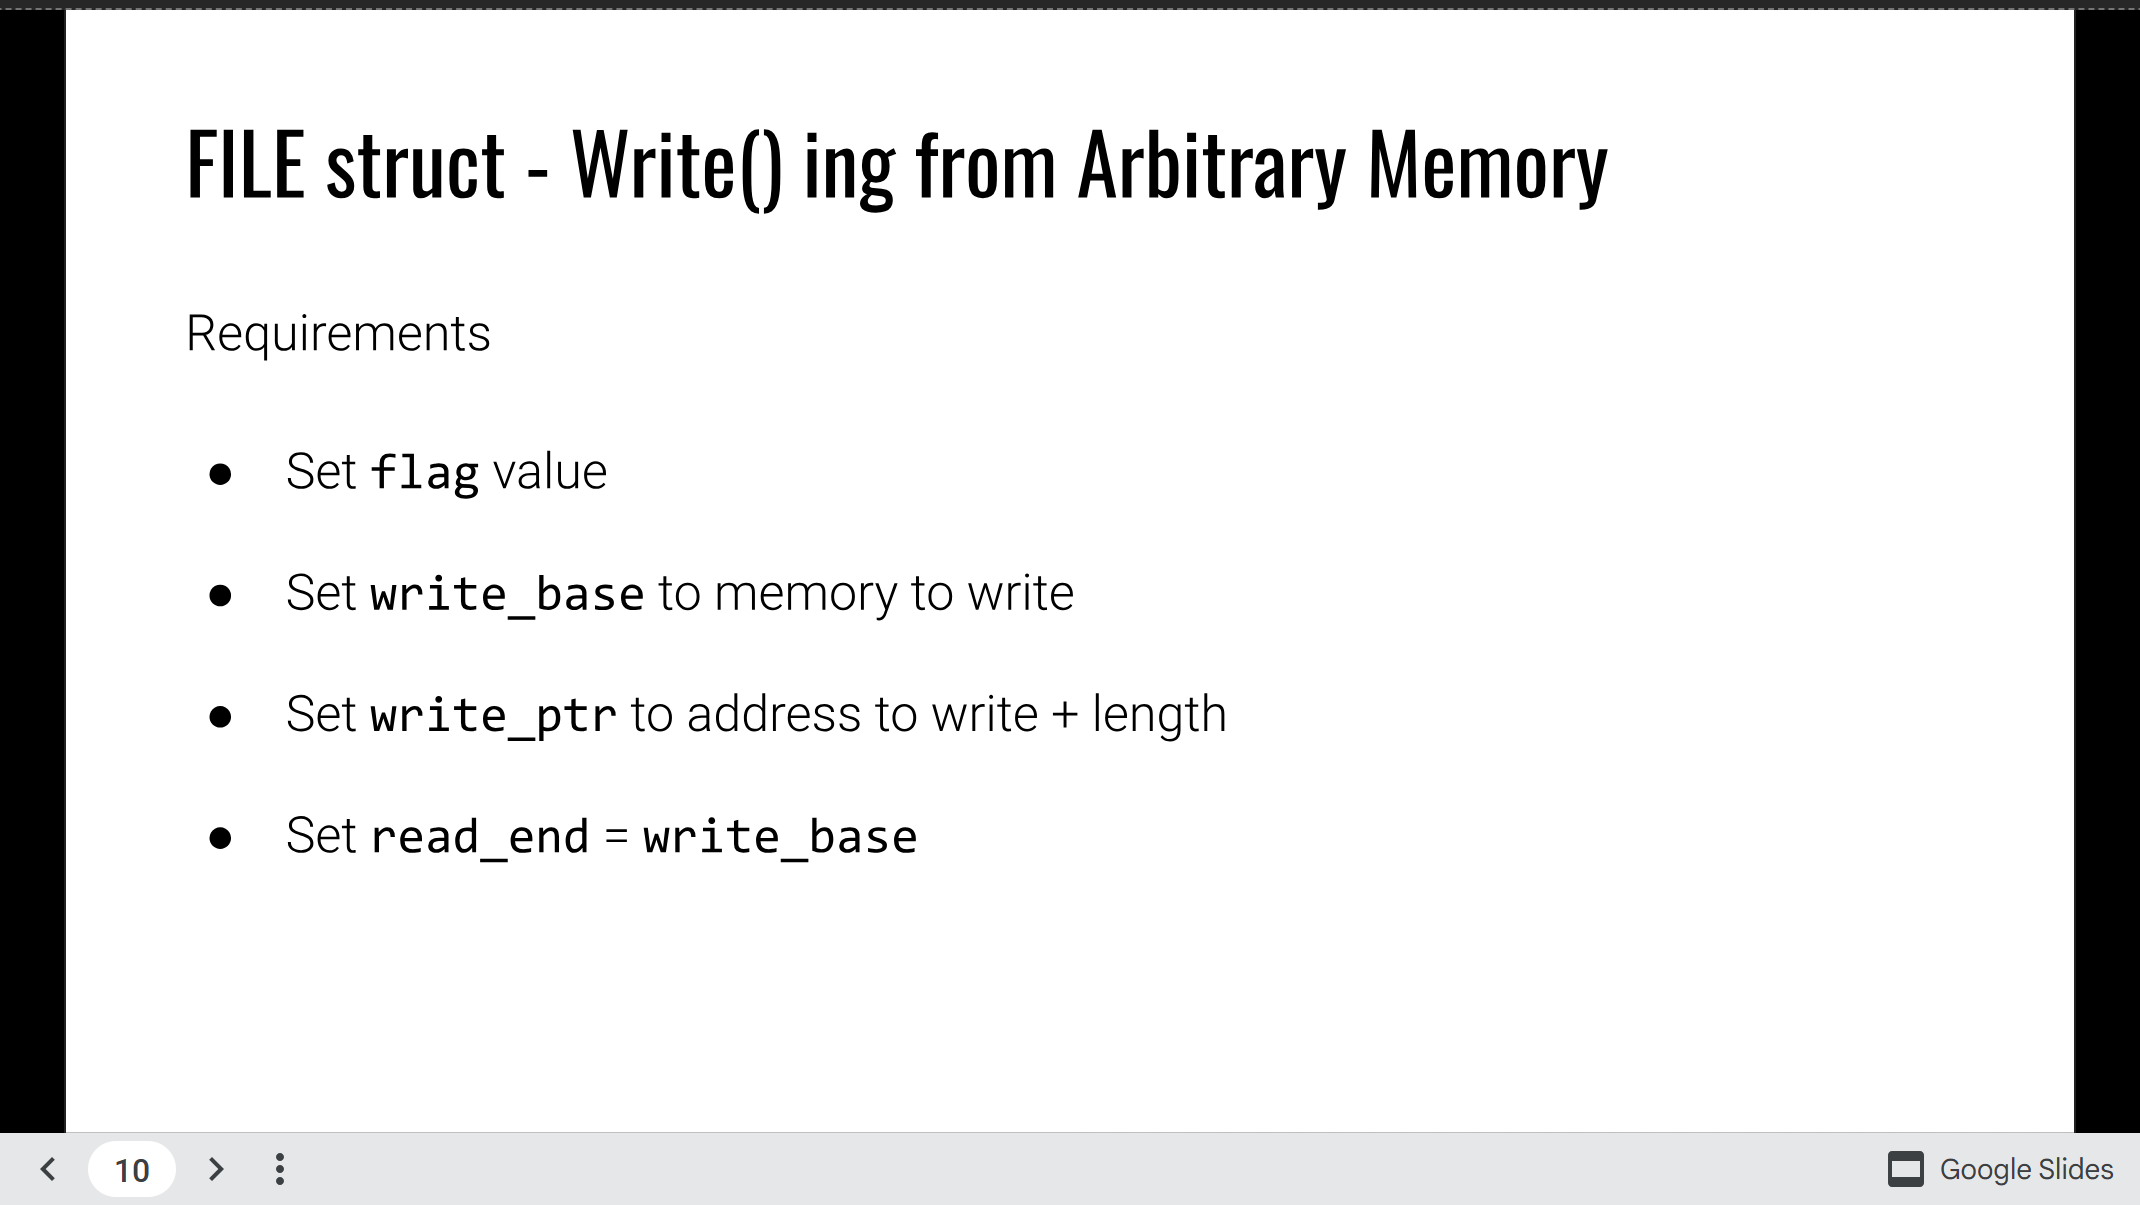 FILE struct - Write() ing from Arbitrary Memory
Requirements
● Set flag value
● Set write_base to memory to write
● Set write_ptr to address to write + length
● Set read_end = write_base
10
Google Slides